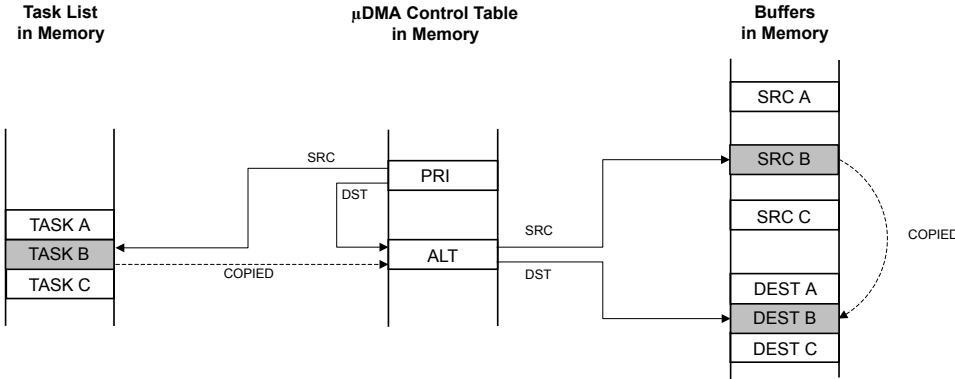 Task List
in Memory
µDMA Control Table
in Memory
Buffers
in Memory
SRC A
SRC B
SRC C
DEST A
DEST B
DEST C
TASK A
TASK B
TASK C
PRI
ALT
SRC
DST
COPIED
SRC
DST
COPIED